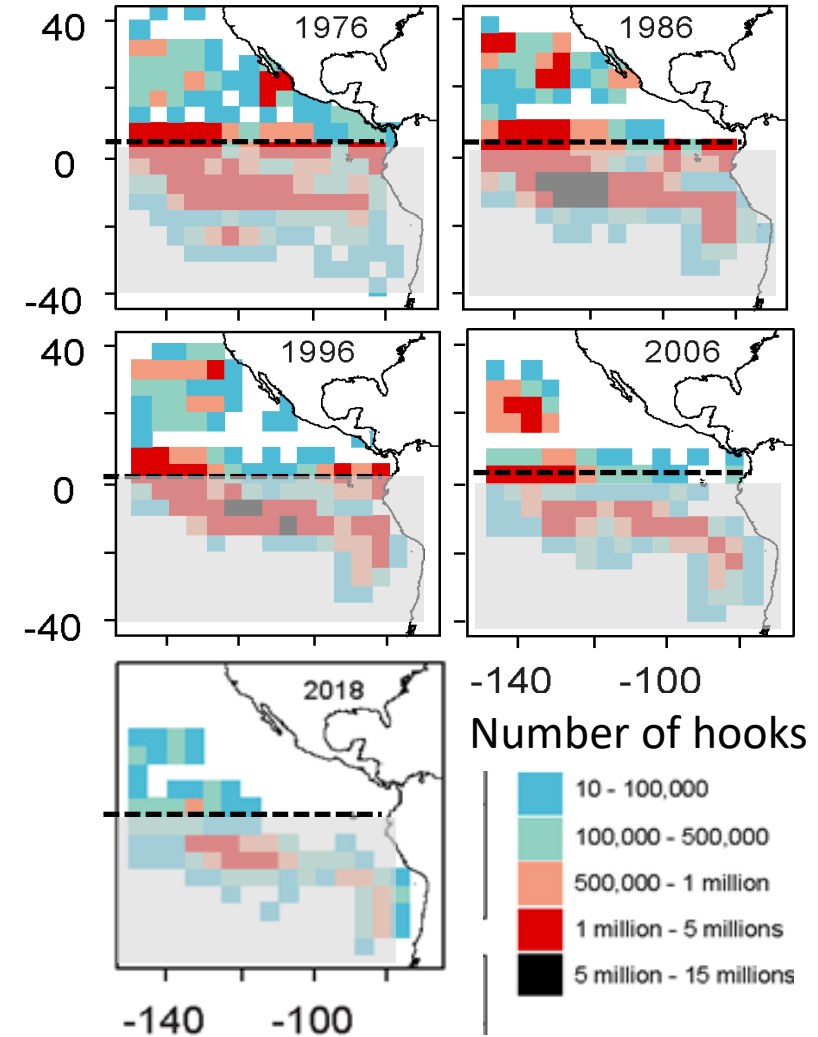 40
1976
1986
0
-40
40
1996
2006
0
-40
2018
-140 -100
Number of hooks
10 - 100,000
100,000 - 500,000
500,000 - 1 million
1 million - 5 millions
5 million - 15 millions
-140 -100